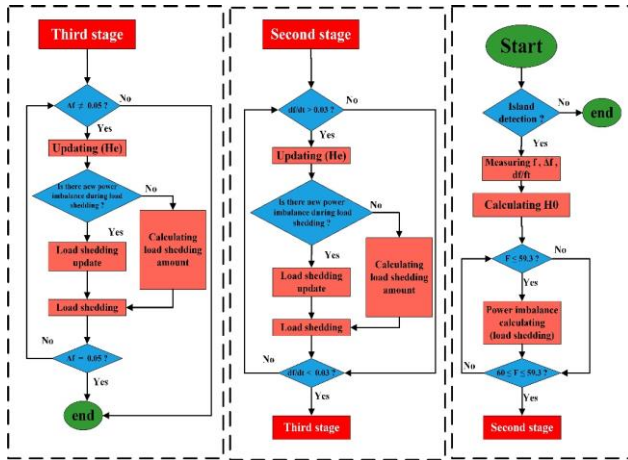 Third stage
Δf ≠ 0.05 ?
No
Yes
Updating (He)
Is there new power
imbalance during load
shedding ?
No
Yes
Load shedding
update
Calculating
load shedding
amount
Load shedding
No
Δf = 0.05 ?
Yes
end
Second stage
df/dt > 0.03 ?
No
Yes
Updating (He)
Is there new power
imbalance during load
shedding ?
No
Yes
Load shedding
update
Calculating
load shedding
amount
Load shedding
No
df/dt < 0.03 ?
Yes
Third stage
Start
Island
detection ?
No
end
Yes
Measuring f , Δf ,
df/ft
Calculating H0
F ≤ 59.3 ?
No
Yes
Power imbalance
calculating
(load shedding)
No
60 ≤ F ≤ 59.3 ?
Yes
Second stage